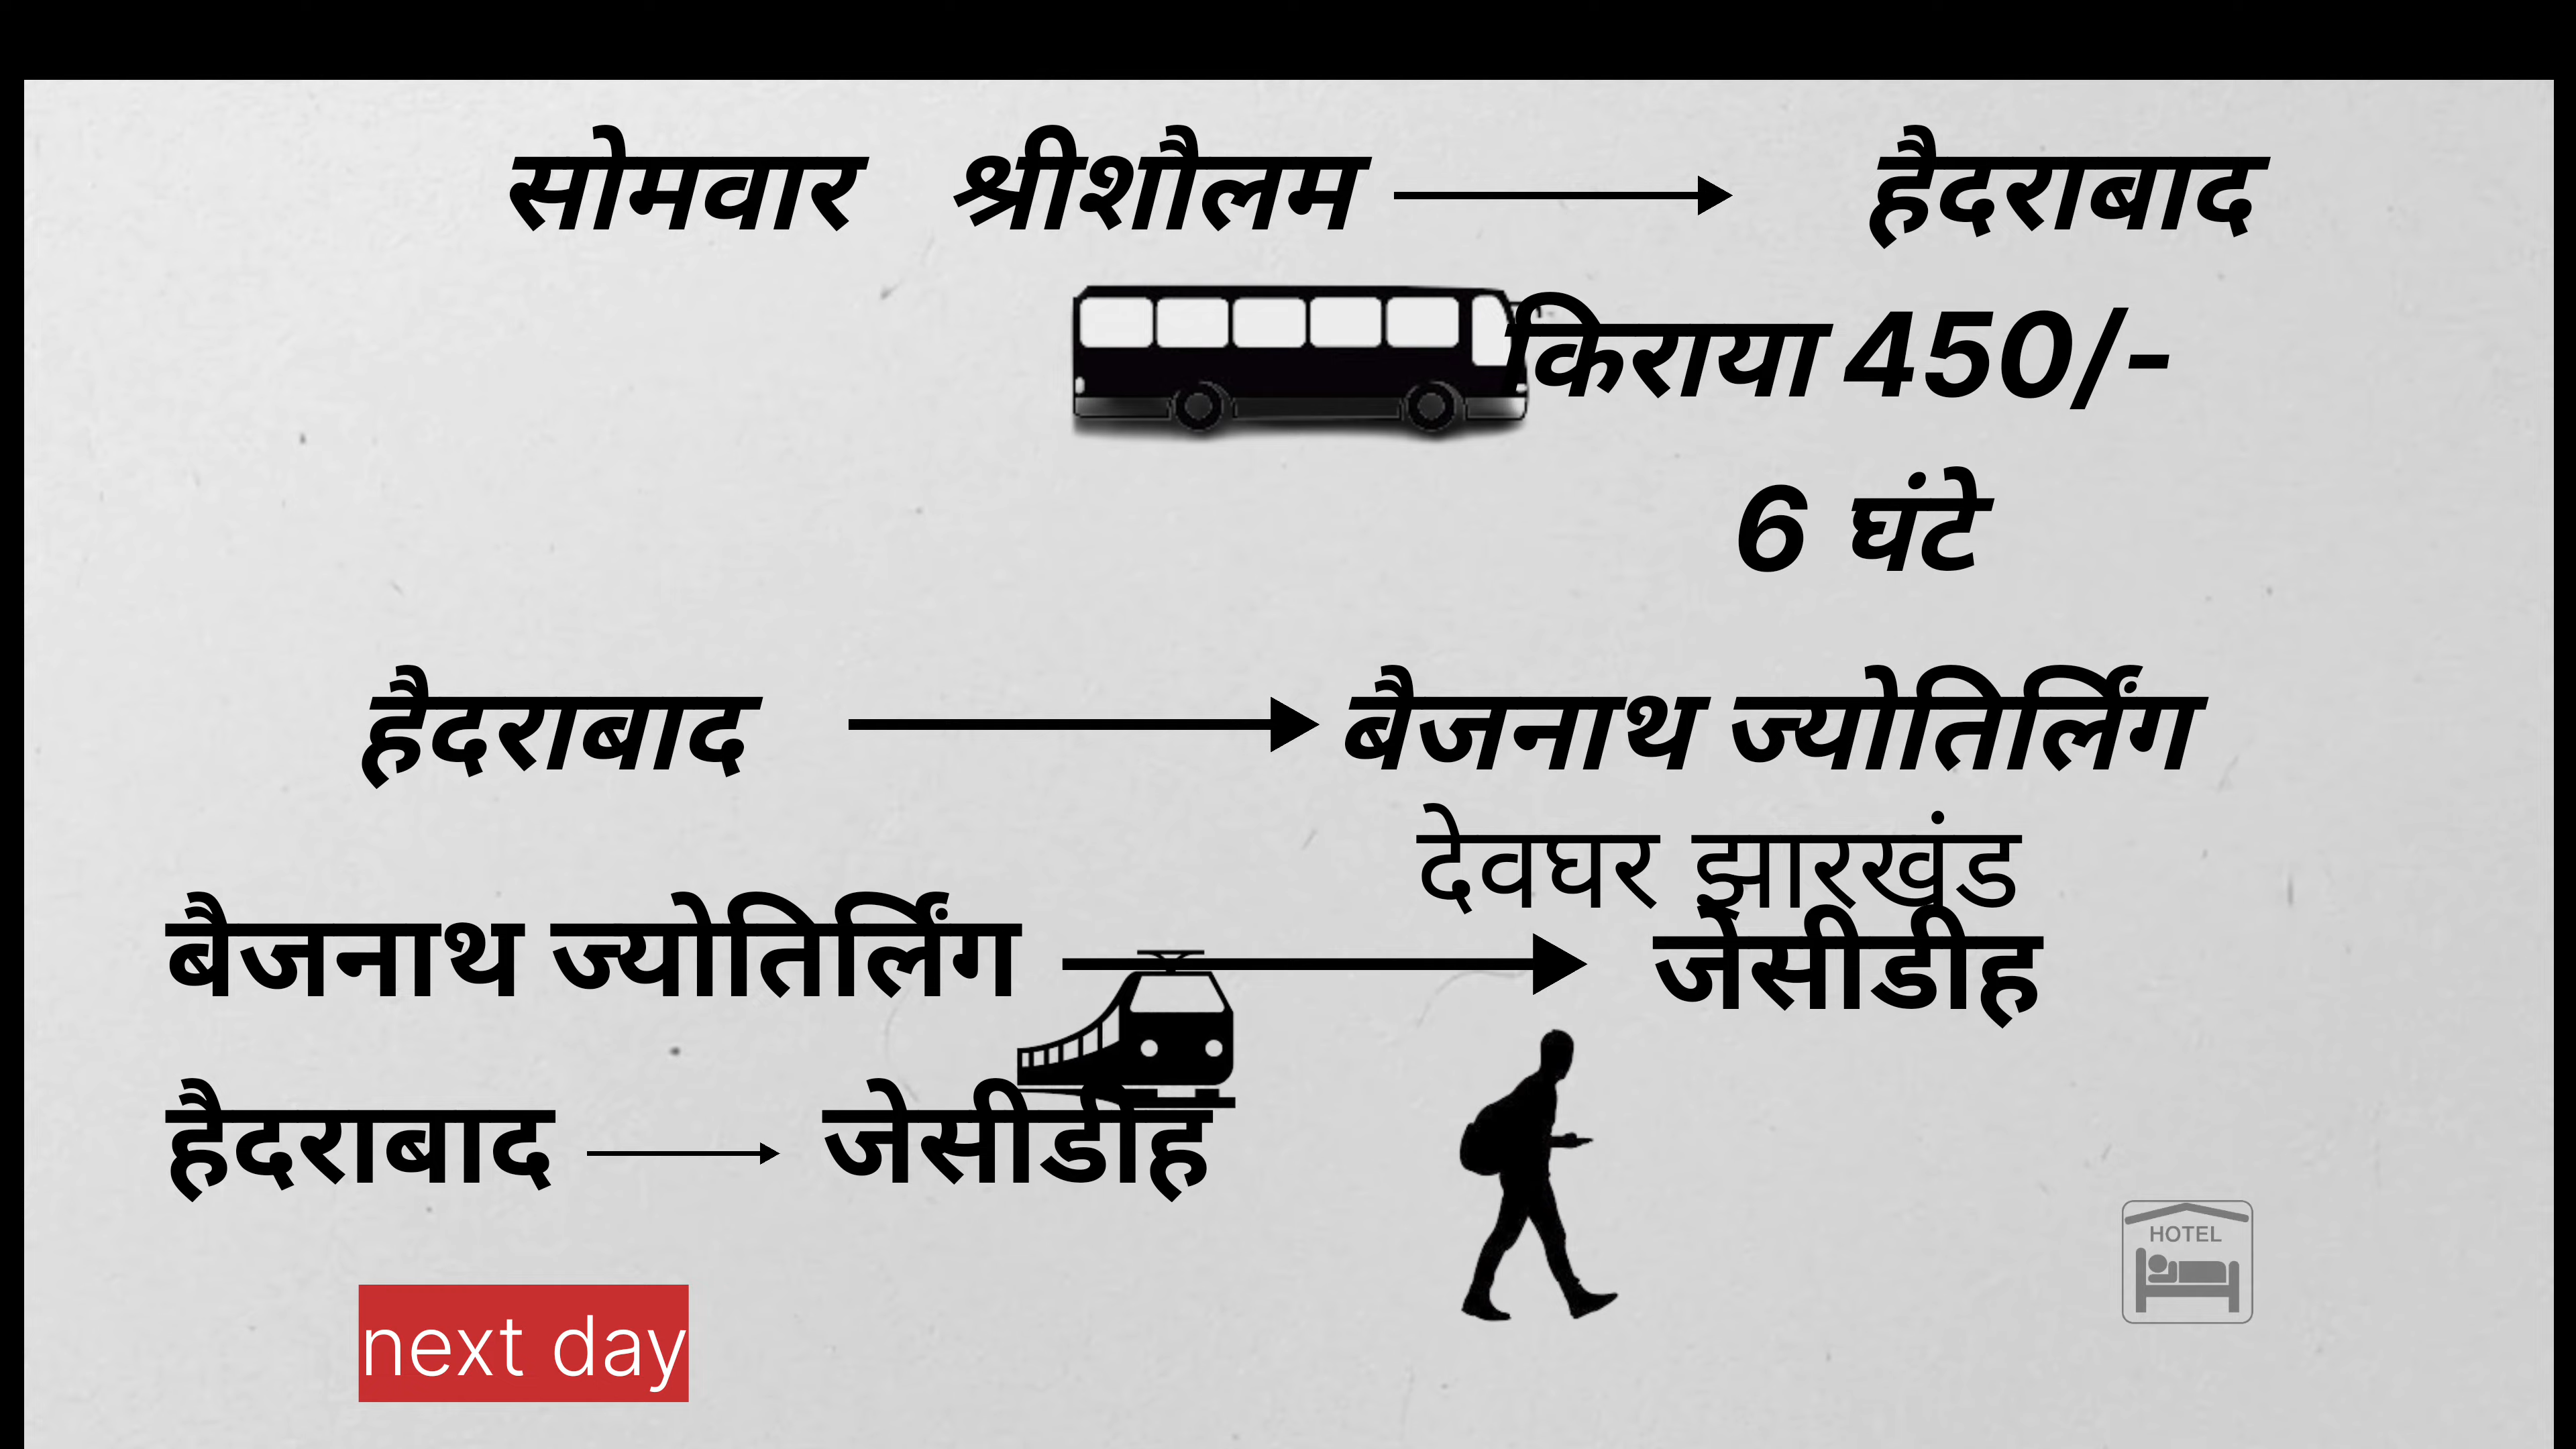 सोमवार श्रीशौलम हैदराबाद
किराया 450/-
6 घंटे
हैदराबाद बैजनाथ ज्योतिर्लिंग
देवघर झारखंड
बैजनाथ ज्योतिर्लिंग जेसीडीह
हैदराबाद जेसीडीह
HOTEL
next day